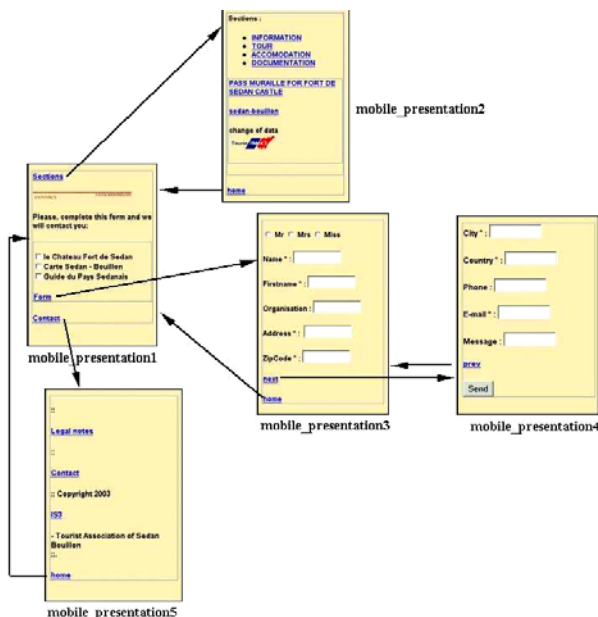 Sections :
INFORMATION
TOUR
ACCOMODATION
DOCUMENTATION
PASS MURAILLE FOR FORT DE
SEDAN CASTLE
sedan-bouillon
change of data
home
mobile_presentation2
Sections
Please, complete this form and we
will contact you:
le Chateau Fort de Sedan
Carte Sedan - Bouillon
Guide du Pays Sedanais
Form
Contact
mobile_presentation1
Mr Mrs Miss
Name * :
Firstname * :
Organisation :
Address * :
ZipCode * :
next
home
mobile_presentation3
City * :
Country * :
Phone :
E-mail * :
Message :
prev
Send
mobile_presentation4
::
Legal notes
::
Contact
:: Copyright 2003
IS3
- Tourist Association of Sedan
Bouillon
::.
home
mobile_presentation5